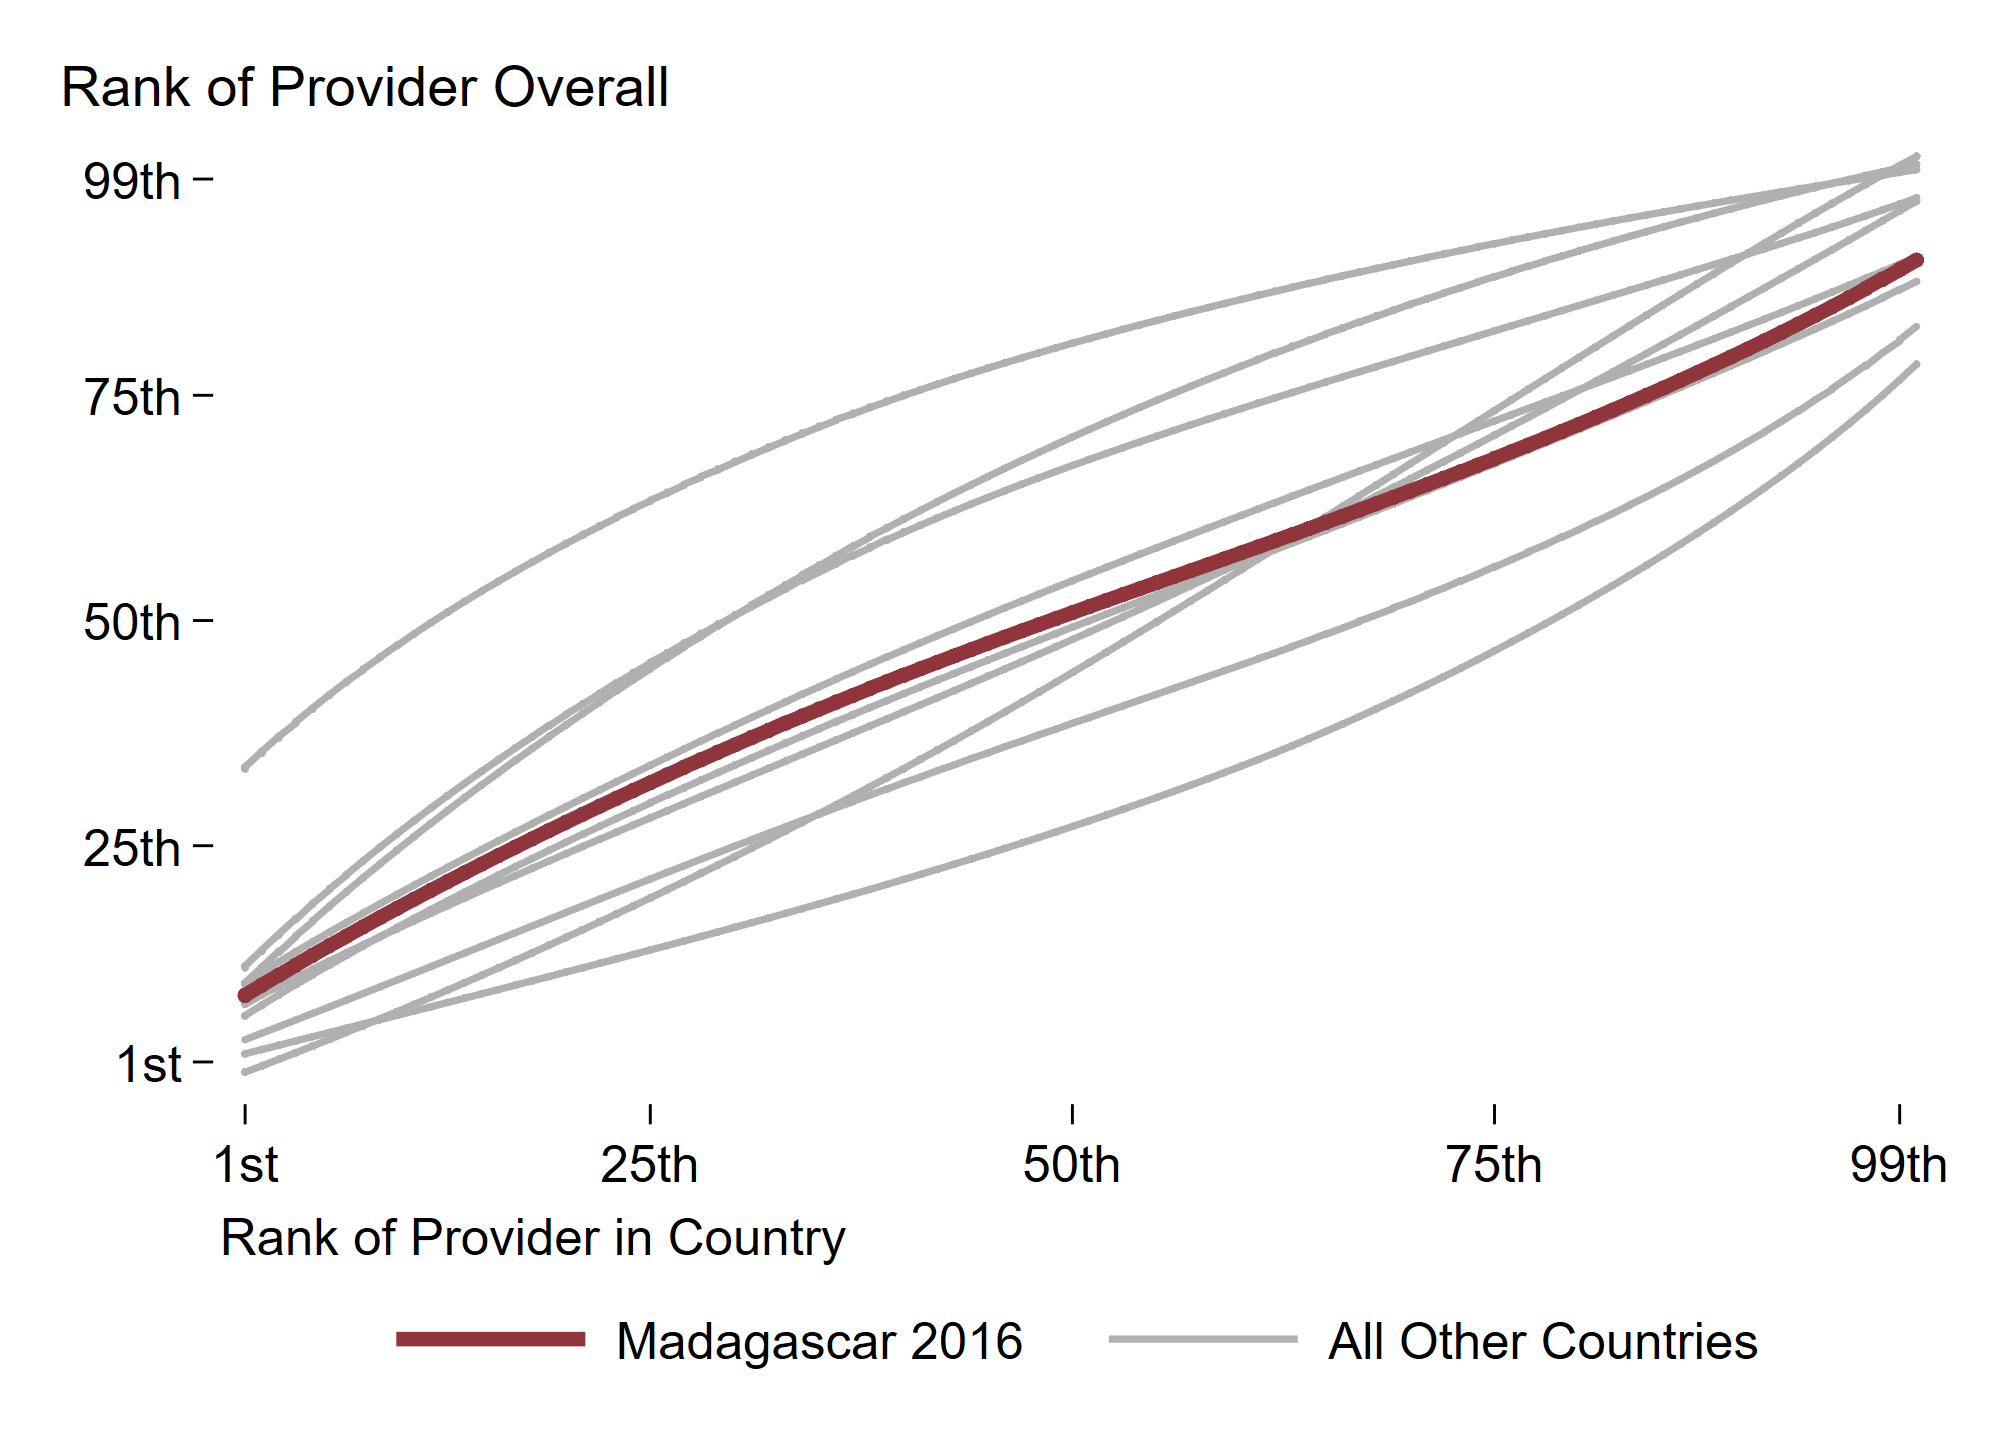 Rank of Provider Overall
99th
75th
50th
25th
1st
1st 25th 50th 75th 99th
Rank of Provider in Country
Madagascar 2016 All Other Countries